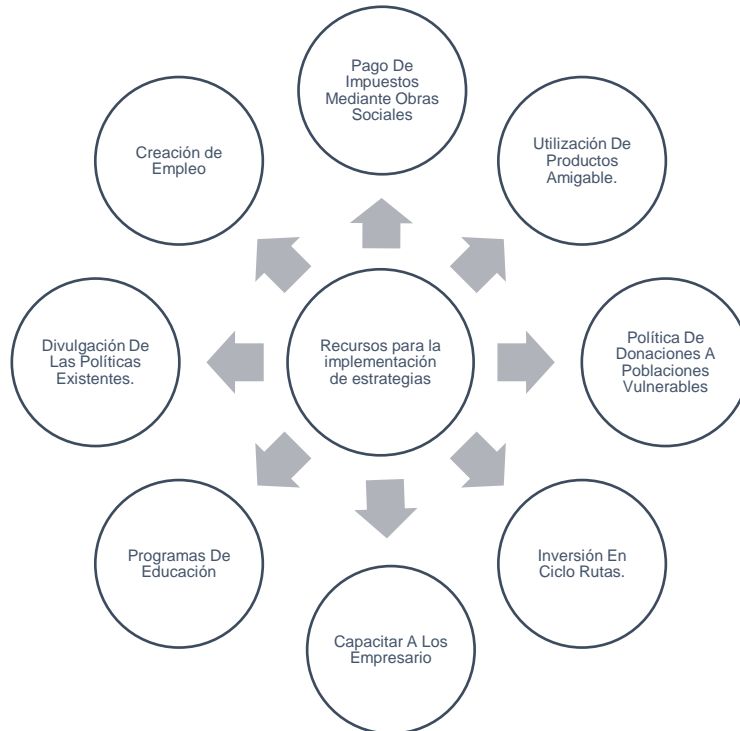 Pago De
Impuestos
Mediante Obras
Sociales
Utilización De
Productos
Amigable.
Política De
Donaciones A
Poblaciones
Vulnerables
Inversión En
Ciclo Rutas.
Capacitar A Los
Empresario
Programas De
Educación
Divulgación De
Las Políticas
Existentes.
Creación de
Empleo
Recursos para la
implementación
de estrategias